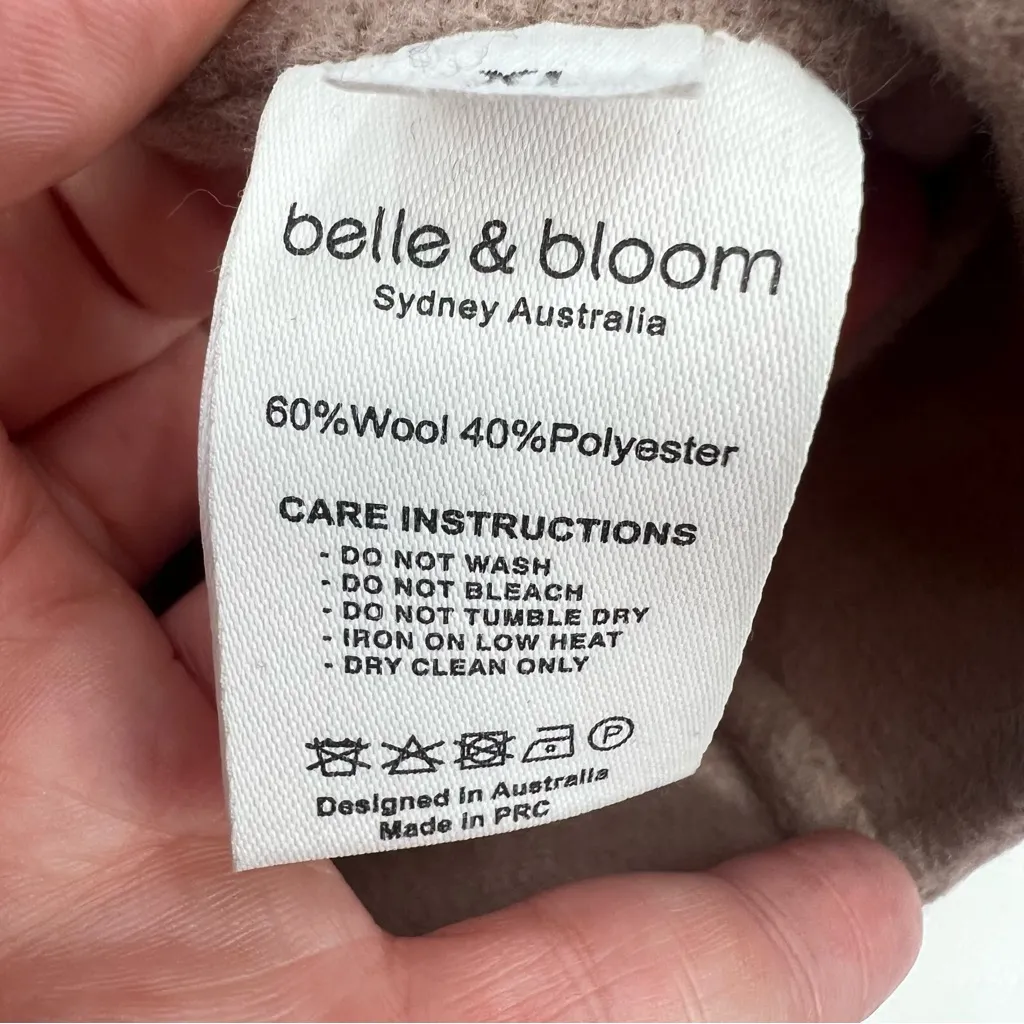 belle & bloom
Sydney Australia
60%Wool 40%Polyester
CARE INSTRUCTIONS
- DO NOT WASH
- DO NOT BLEACH
- DO NOT TUMBLE DRY
- IRON ON LOW HEAT
- DRY CLEAN ONLY
P
Designed in Australia
Made in PRC